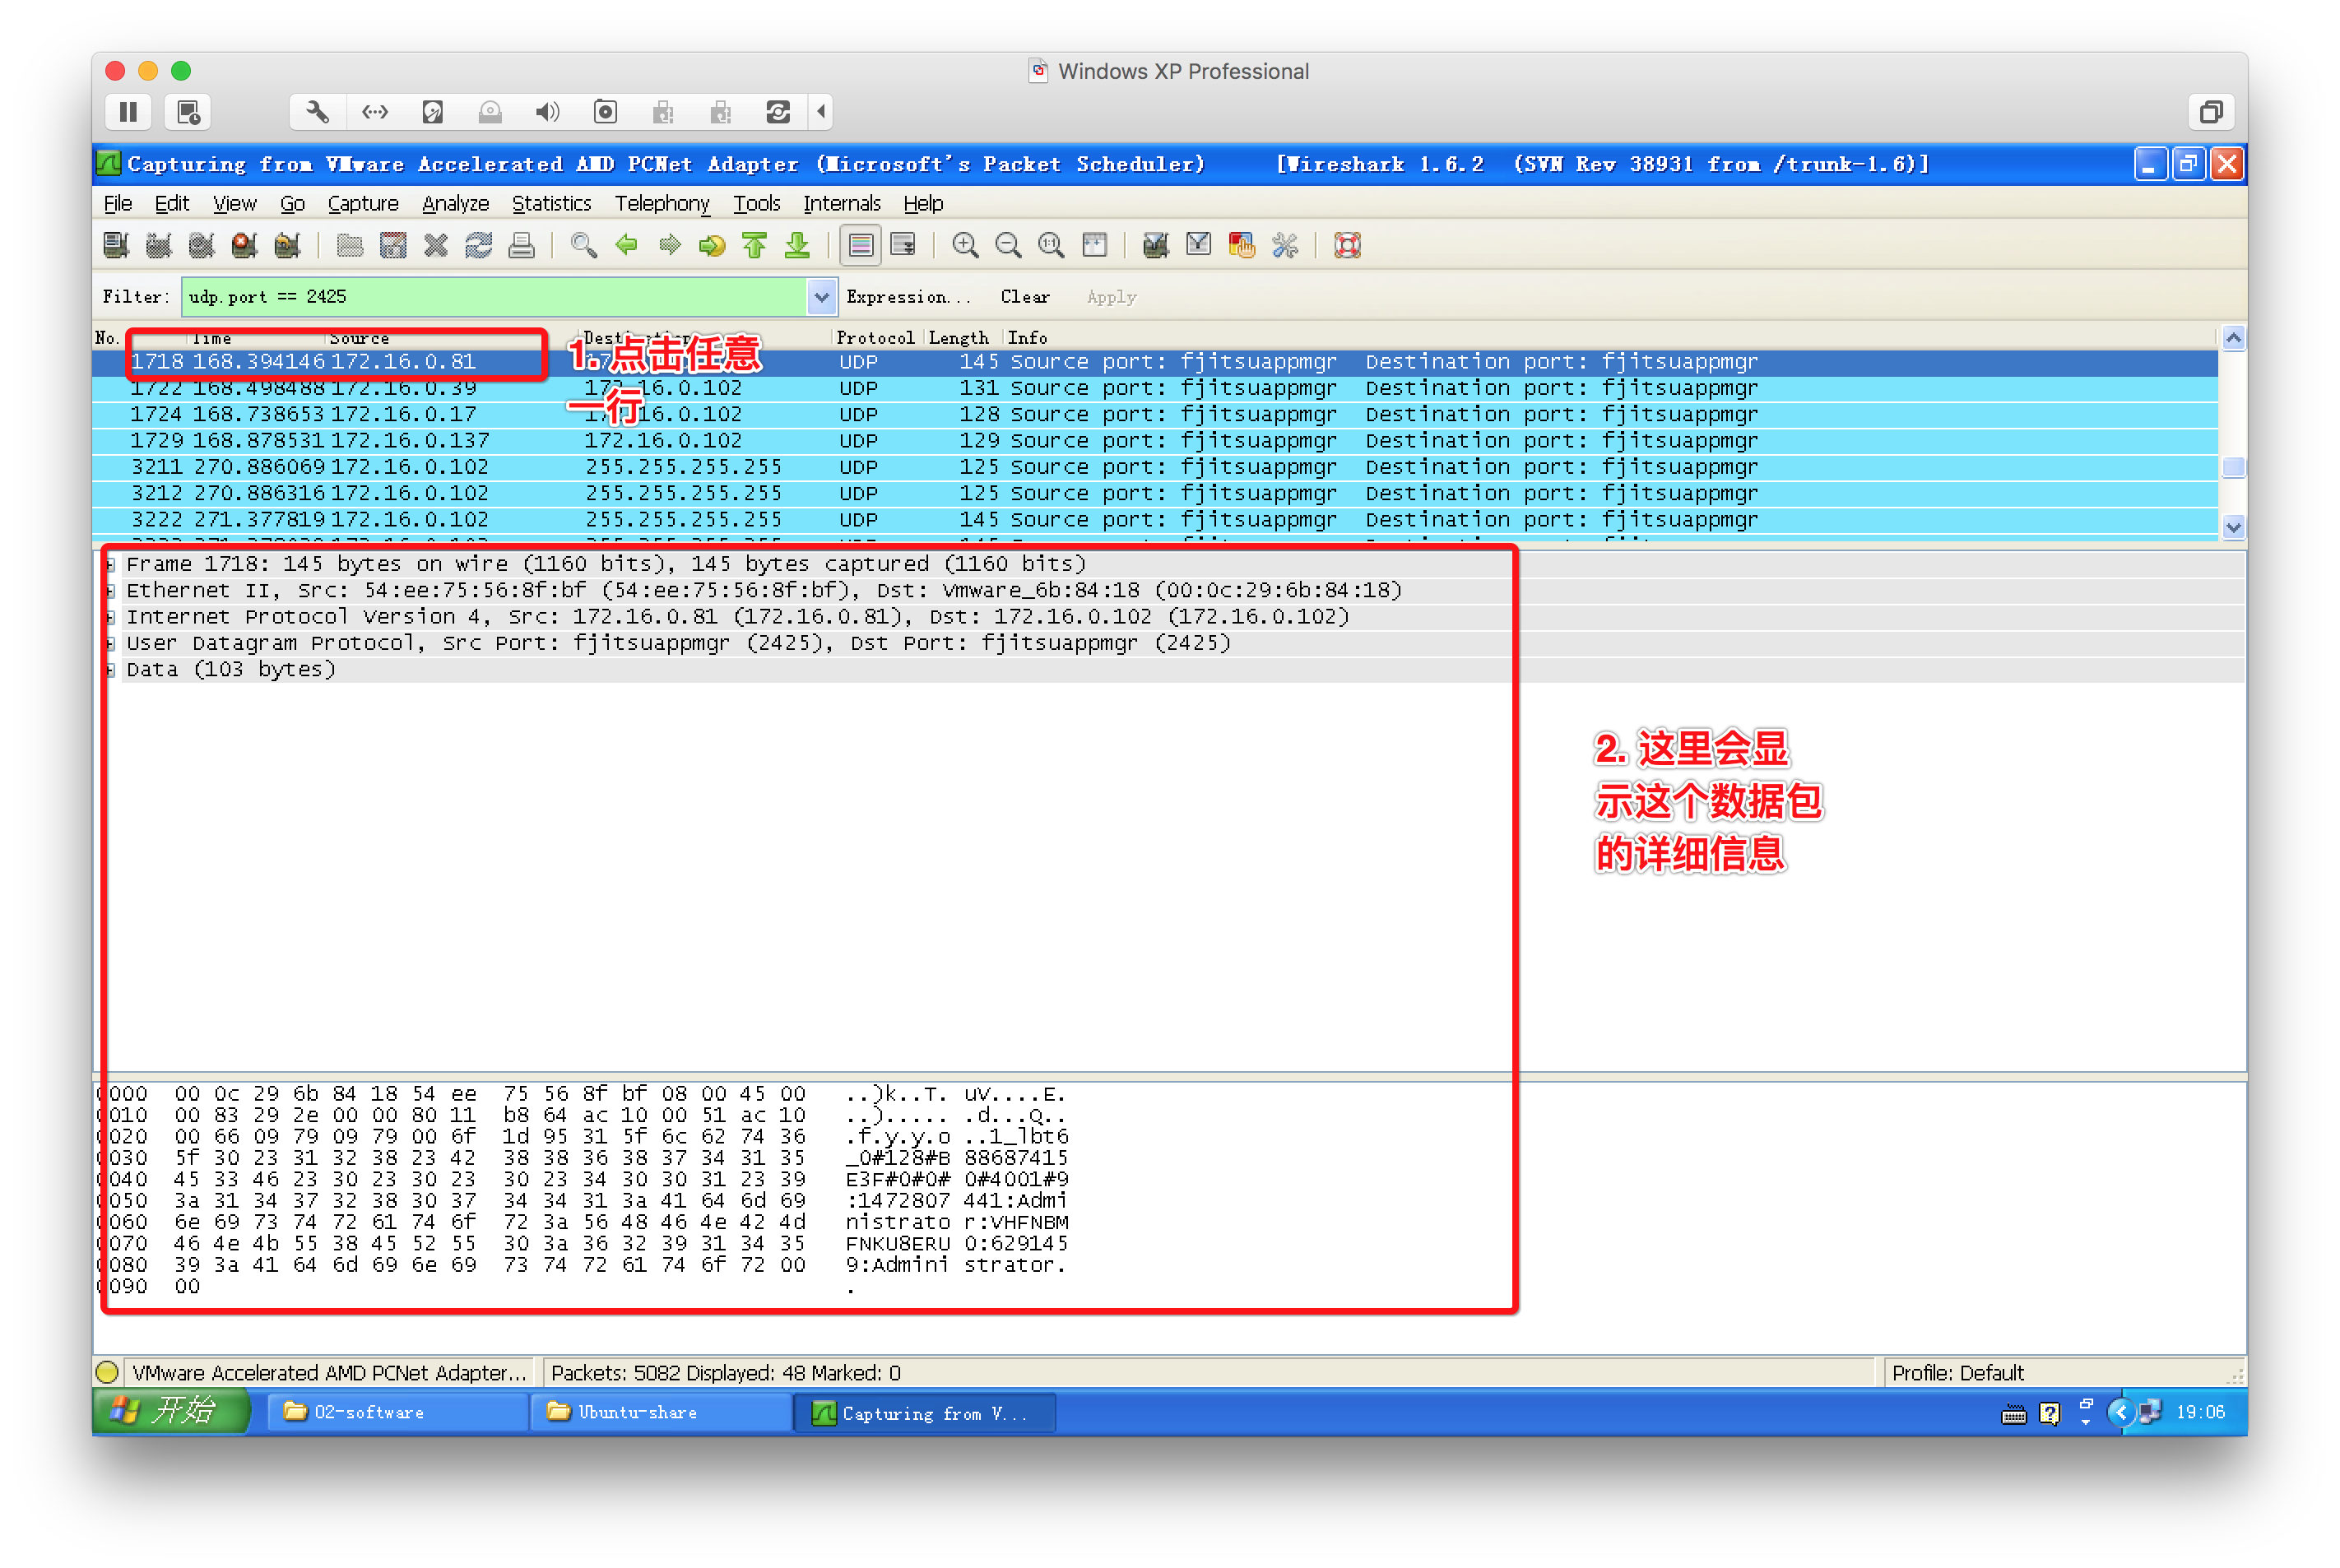 Windows XP Professional
Capturing from VMware Accelerated AMD PCNet Adapter (Microsoft's Packet Scheduler) [Wireshark 1.6.2 (SVN Rev 38931 from /trunk-1.6)]
File Edit View Go Capture Analyze Statistics Telephony Tools Internals Help
Filter: udp.port == 2425 Expression... Clear Apply
No. Time Source Destination Protocol Length Info
1718 168.394146 172.16.0.81 UDP 145 Source port: fjitsuappmgr Destination port: fjitsuappmgr
1. 点击任意
一行
1722 168.498488 172.16.0.39 172.16.0.102 UDP 131 Source port: fjitsuappmgr Destination port: fjitsuappmgr
1724 168.738653 172.16.0.17 172.16.0.102 UDP 128 Source port: fjitsuappmgr Destination port: fjitsuappmgr
1729 168.878531 172.16.0.137 172.16.0.102 UDP 129 Source port: fjitsuappmgr Destination port: fjitsuappmgr
3211 270.886069 172.16.0.102 255.255.255.255 UDP 125 Source port: fjitsuappmgr Destination port: fjitsuappmgr
3212 270.886316 172.16.0.102 255.255.255.255 UDP 125 Source port: fjitsuappmgr Destination port: fjitsuappmgr
3222 271.377819 172.16.0.102 255.255.255.255 UDP 145 Source port: fjitsuappmgr Destination port: fjitsuappmgr
Frame 1718: 145 bytes on wire (1160 bits), 145 bytes captured (1160 bits)
Ethernet II, Src: 54:ee:75:56:8f:bf (54:ee:75:56:8f:bf), Dst: Vmware_6b:84:18 (00:0c:29:6b:84:18)
Internet Protocol Version 4, Src: 172.16.0.81 (172.16.0.81), Dst: 172.16.0.102 (172.16.0.102)
User Datagram Protocol, Src Port: fjitsuappmgr (2425), Dst Port: fjitsuappmgr (2425)
Data (103 bytes)
2. 这里会显
示这个数据包
的详细信息
0000 00 0c 29 6b 84 18 54 ee 75 56 8f bf 08 00 45 00 ..)k..T. uV....E.
0010 00 83 29 2e 00 00 80 11 b8 64 ac 10 00 51 ac 10 ..)..... .d...Q..
0020 00 66 09 79 09 79 00 6f 1d 95 31 5f 6c 62 74 36 .f.y.y.o ..1_lbt6
0030 5f 30 23 31 32 38 23 42 38 38 36 38 37 34 31 35 _0#128#B 88687415
0040 45 33 46 23 30 23 30 23 30 23 34 30 30 31 23 39 E3F#0#0# 0#4001#9
0050 3a 31 34 37 32 38 30 37 34 34 31 3a 41 64 6d 69 :1472807 441:Admi
0060 6e 69 73 74 72 61 74 6f 72 3a 56 48 46 4e 42 4d nistrato r:VHFNBM
0070 46 4e 4b 55 38 45 52 55 30 3a 36 32 39 31 34 35 FNKU8ERU 0:629145
0080 39 3a 41 64 6d 69 6e 69 73 74 72 61 74 6f 72 00 9:Admini strator.
0090 00 .
VMware Accelerated AMD PCNet Adapter... Packets: 5082 Displayed: 48 Marked: 0 Profile: Default
开始 02-software Ubuntu-share Capturing from V... 19:06